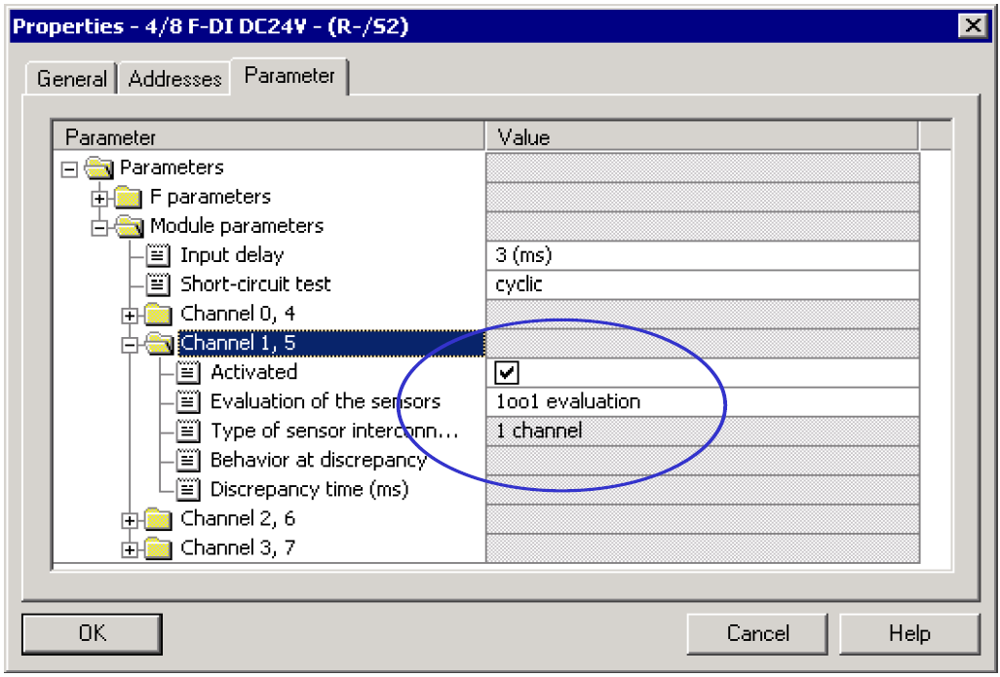 Properties - 4/8 F-DI DC24V - (R-/S2)
General Addresses Parameter
Parameter Value
Parameters
F parameters
Module parameters
Input delay 3 (ms)
Short-circuit test cyclic
Channel 0, 4
Channel 1, 5
Activated
Evaluation of the sensors 1oo1 evaluation
Type of sensor interconn... 1 channel
Behavior at discrepancy
Discrepancy time (ms)
Channel 2, 6
Channel 3, 7
OK Cancel Help